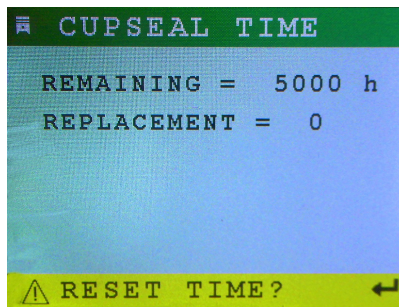 CUPSEAL TIME
REMAINING = 5000 h
REPLACEMENT = 0
RESET TIME?